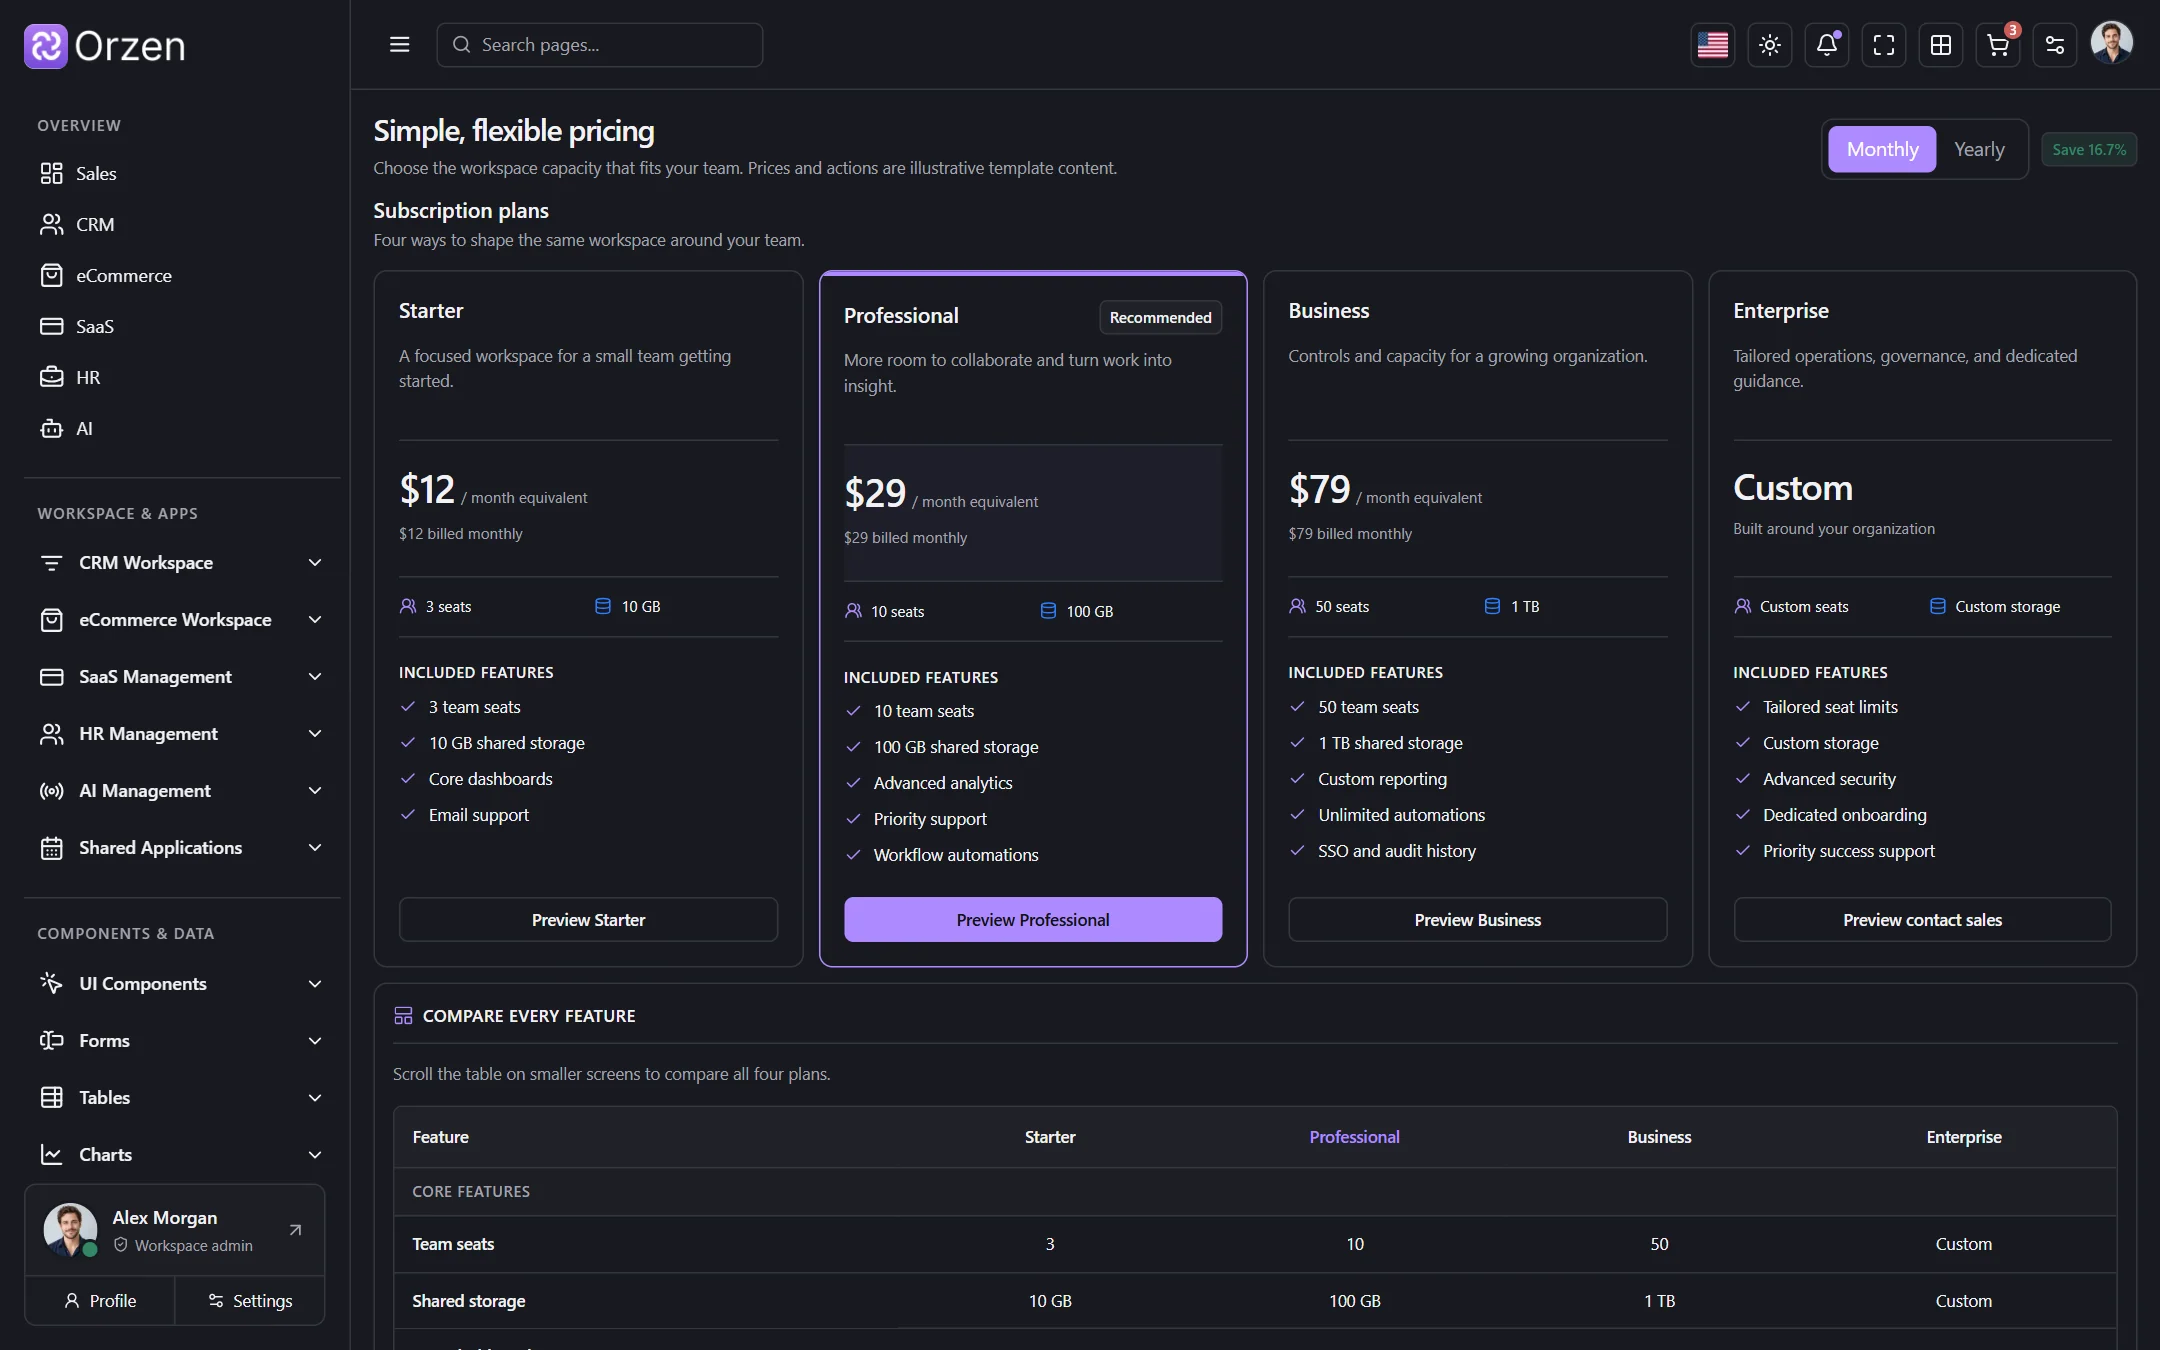 Orzen
Search pages...
3
OVERVIEW
Sales
CRM
eCommerce
SaaS
HR
AI
WORKSPACE & APPS
CRM Workspace
eCommerce Workspace
SaaS Management
HR Management
AI Management
Shared Applications
COMPONENTS & DATA
UI Components
Forms
Tables
Charts
Alex Morgan
Workspace admin
Profile
Settings
Simple, flexible pricing
Choose the workspace capacity that fits your team. Prices and actions are illustrative template content.
Monthly
Yearly
Save 16.7%
Subscription plans
Four ways to shape the same workspace around your team.
Starter
A focused workspace for a small team getting
started.
$12 / month equivalent
$12 billed monthly
3 seats
10 GB
INCLUDED FEATURES
3 team seats
10 GB shared storage
Core dashboards
Email support
Preview Starter
Professional
Recommended
More room to collaborate and turn work into
insight.
$29 / month equivalent
$29 billed monthly
10 seats
100 GB
INCLUDED FEATURES
10 team seats
100 GB shared storage
Advanced analytics
Priority support
Workflow automations
Preview Professional
Business
Controls and capacity for a growing organization.
$79 / month equivalent
$79 billed monthly
50 seats
1 TB
INCLUDED FEATURES
50 team seats
1 TB shared storage
Custom reporting
Unlimited automations
SSO and audit history
Preview Business
Enterprise
Tailored operations, governance, and dedicated
guidance.
Custom
Built around your organization
Custom seats
Custom storage
INCLUDED FEATURES
Tailored seat limits
Custom storage
Advanced security
Dedicated onboarding
Priority success support
Preview contact sales
COMPARE EVERY FEATURE
Scroll the table on smaller screens to compare all four plans.
Feature Starter Professional Business Enterprise
CORE FEATURES
Team seats 3 10 50 Custom
Shared storage 10 GB 100 GB 1 TB Custom